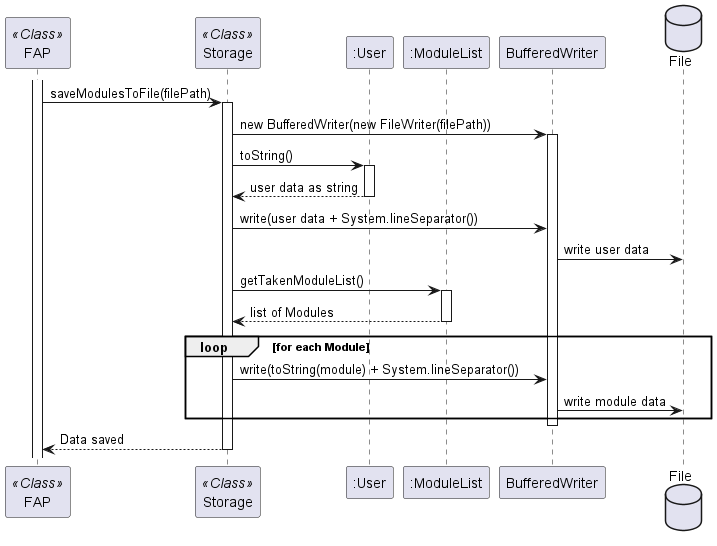 «Class»
FAP
«Class»
Storage
:User
:ModuleList
BufferedWriter
File
saveModulesToFile(filePath)
new BufferedWriter(new FileWriter(filePath))
toString()
user data as string
write(user data + System.lineSeparator())
write user data
getTakenModuleList()
list of Modules
loop
[for each Module]
write(toString(module) + System.lineSeparator())
write module data
Data saved
«Class»
FAP
«Class»
Storage
:User
:ModuleList
BufferedWriter
File